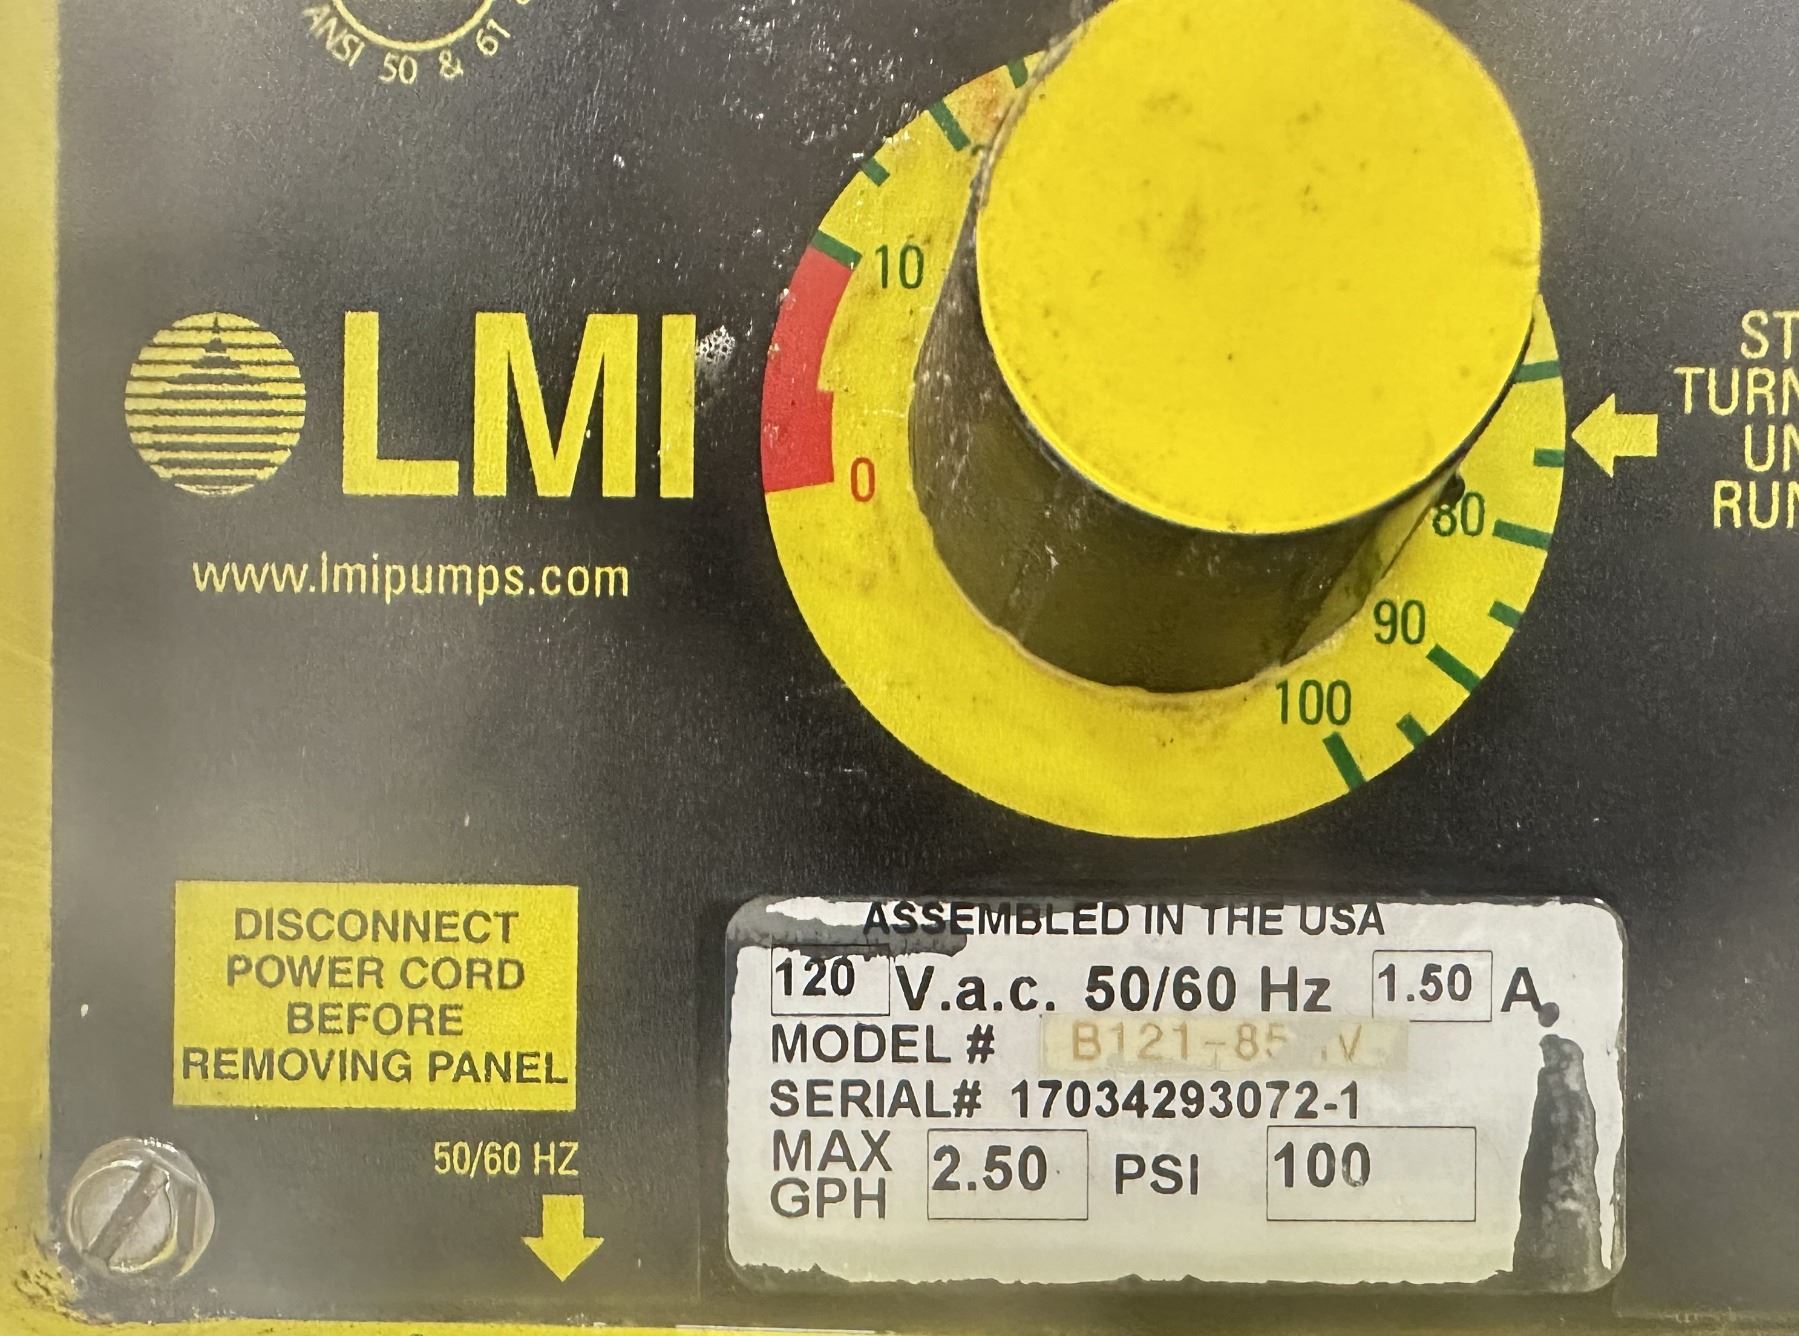 ANSI 50 & 61
10
LMI
0
www.lmipumps.com
80
90
100
TURN
DISCONNECT
POWER CORD
BEFORE
REMOVING PANEL
50/60 HZ
ASSEMBLED IN THE USA
120 V.a.c. 50/60 Hz 1.50 A.
MODEL #
SERIAL# 17034293072-1
MAX GPH 2.50 PSI 100